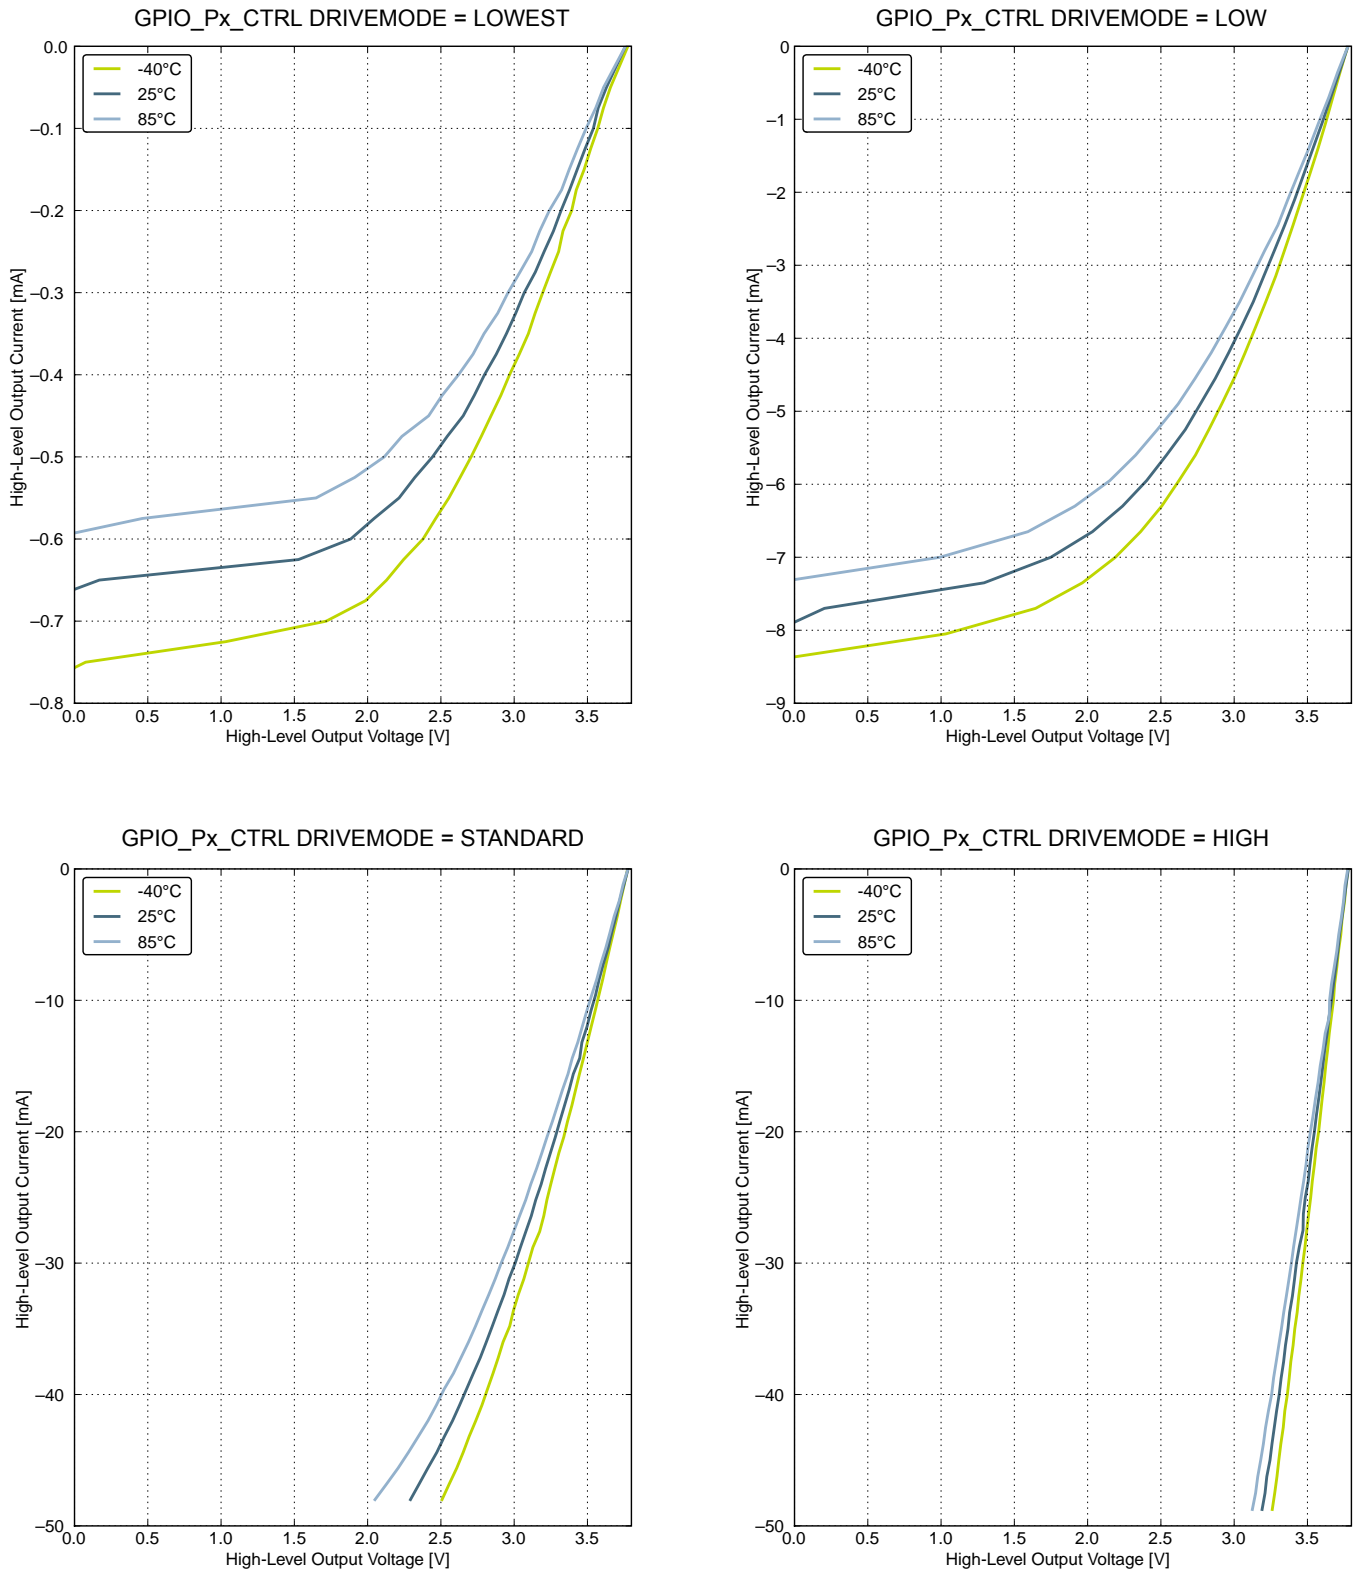 GPIO_Px_CTRL DRIVEMODE = LOWEST
0.0
–0.1
–0.2
–0.3
–0.4
–0.5
–0.6
–0.7
–0.8
High-Level Output Current [mA]
-40°C
25°C
85°C
0.0 0.5 1.0 1.5 2.0 2.5 3.0 3.5
High-Level Output Voltage [V]
GPIO_Px_CTRL DRIVEMODE = LOW
0
–1
–2
–3
–4
–5
–6
–7
–8
–9
High-Level Output Current [mA]
-40°C
25°C
85°C
0.0 0.5 1.0 1.5 2.0 2.5 3.0 3.5
High-Level Output Voltage [V]
GPIO_Px_CTRL DRIVEMODE = STANDARD
0
–10
–20
–30
–40
–50
High-Level Output Current [mA]
-40°C
25°C
85°C
0.0 0.5 1.0 1.5 2.0 2.5 3.0 3.5
High-Level Output Voltage [V]
GPIO_Px_CTRL DRIVEMODE = HIGH
0
–10
–20
–30
–40
–50
High-Level Output Current [mA]
-40°C
25°C
85°C
0.0 0.5 1.0 1.5 2.0 2.5 3.0 3.5
High-Level Output Voltage [V]